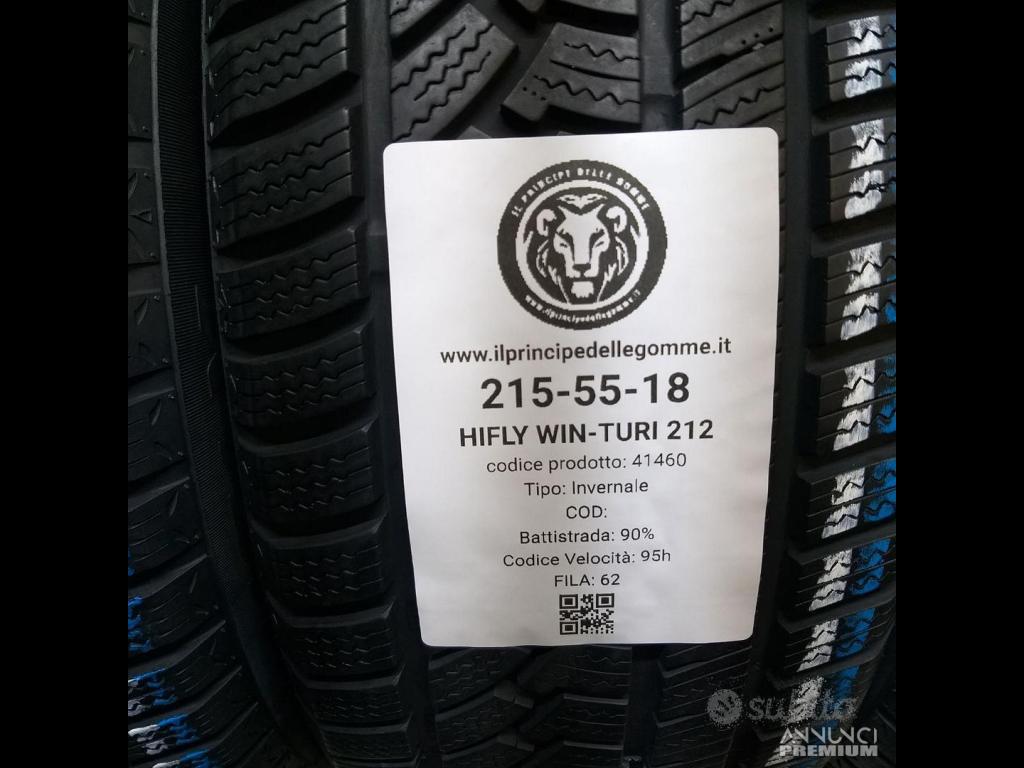 IL PRINCIPE DELLE GOMME
www.ilprincipedellegomme.it
www.ilprincipedellegomme.it
215-55-18
HIFLY WIN-TURI 212
codice prodotto: 41460
Tipo: Invernale
COD:
Battistrada: 90%
Codice Velocità: 95h
FILA: 62
subito
ANNUNCI
PREMIUM